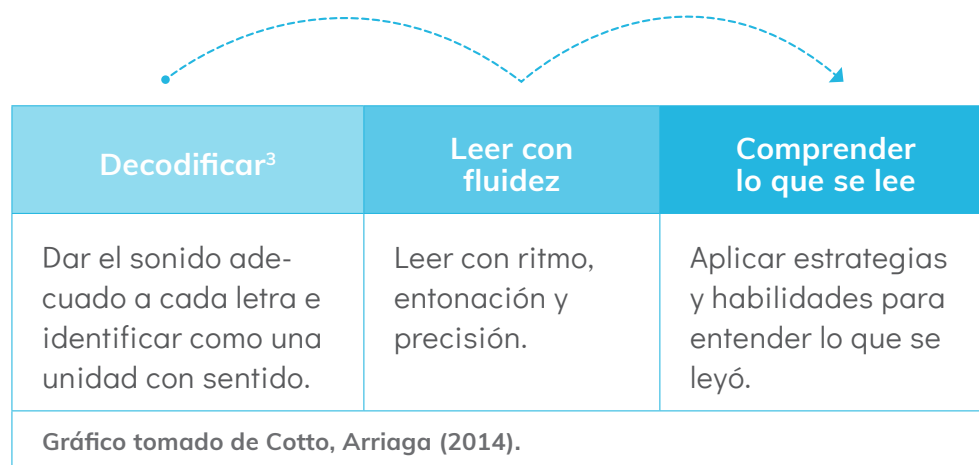 Decodificar³
Leer con
fluidez
Comprender
lo que se lee
Dar el sonido ade-
cuado a cada letra e
identificar como una
unidad con sentido.
Leer con ritmo,
entonación y
precisión.
Aplicar estrategias
y habilidades para
entender lo que se
leyó.
Gráfico tomado de Cotto, Arriaga (2014).